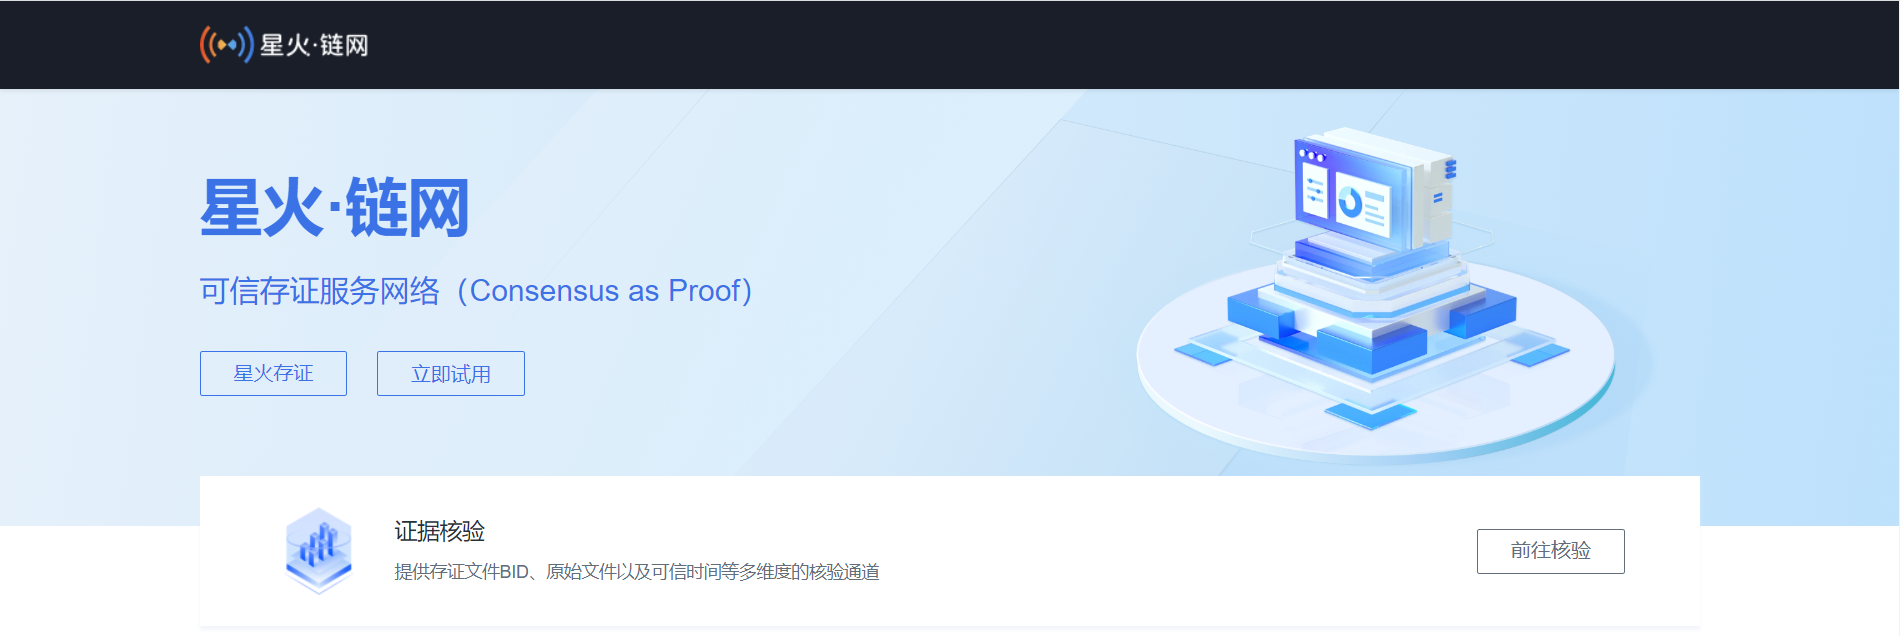 星火·链网
星火·链网
可信存证服务网络（Consensus as Proof）
星火存证
立即试用
证据核验
提供存证文件BID、原始文件以及可信时间等多维度的核验通道
前往核验